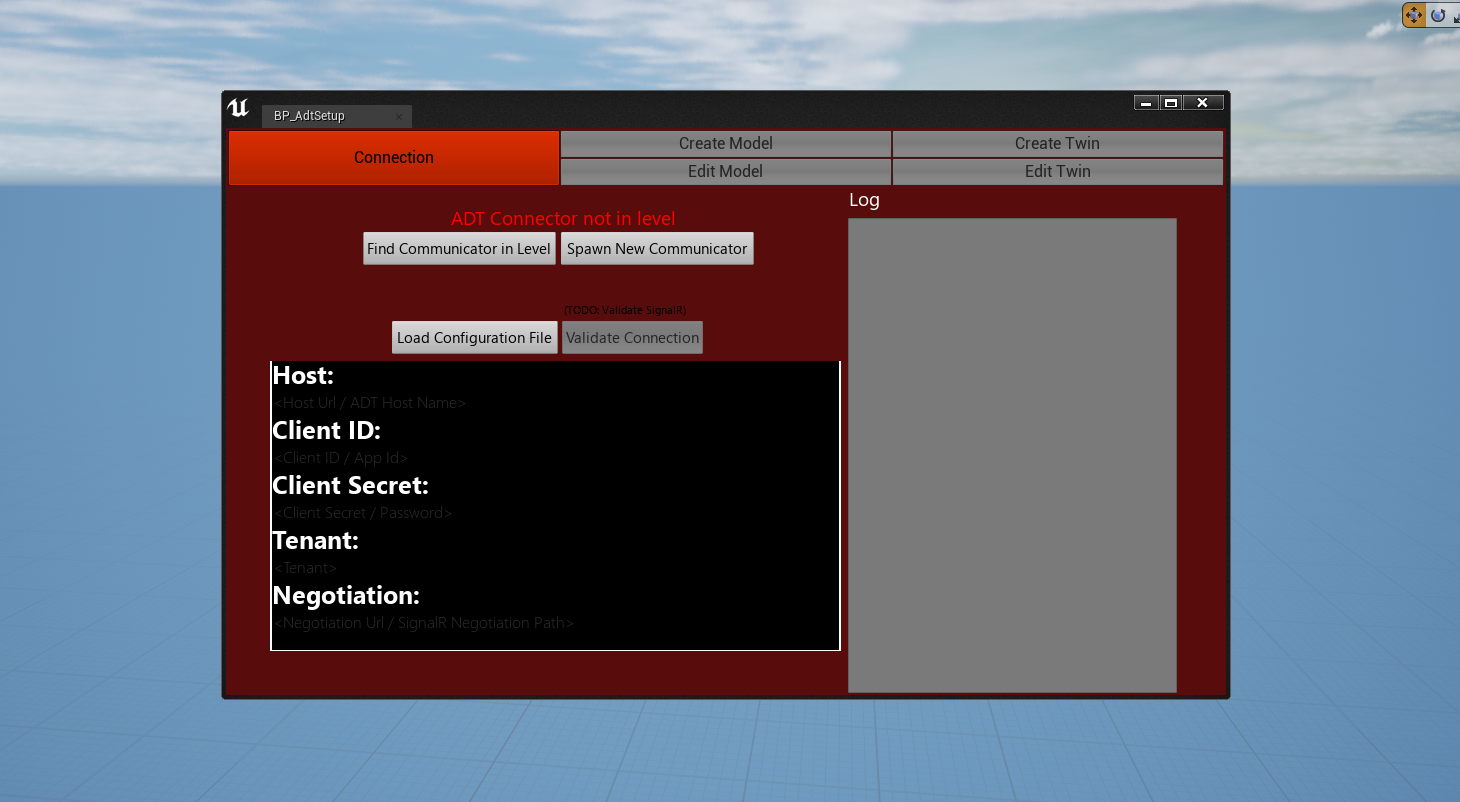 BP_AdtSetup
Connection
Create Model
Create Twin
Edit Model
Edit Twin
ADT Connector not in level
Find Communicator in Level
Spawn New Communicator
(TODO: Validate SignalR)
Load Configuration File
Validate Connection
Host:
<Host Url / ADT Host Name>
Client ID:
<Client ID / App Id>
Client Secret:
<Client Secret / Password>
Tenant:
<Tenant>
Negotiation:
<Negotiation Url / SignalR Negotiation Path>
Log